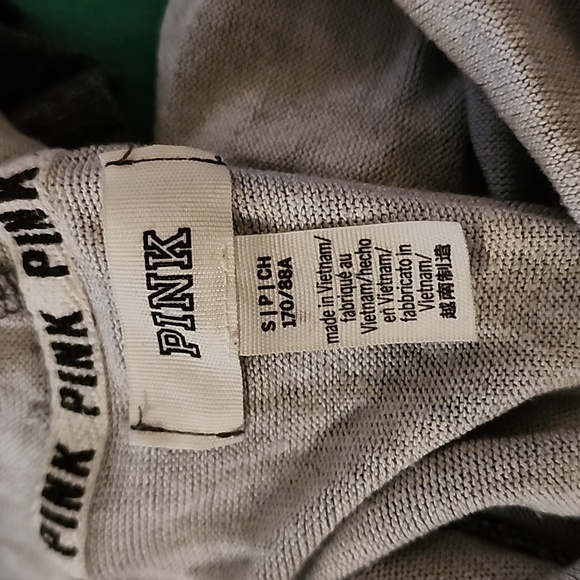 PINK PINK PINK
PINK
S|P|CH
170/88A
made in Vietnam/
fabriqué au
Vietnam/hecho
en Vietnam/
fabbricato in
Vietnam/
越南制造